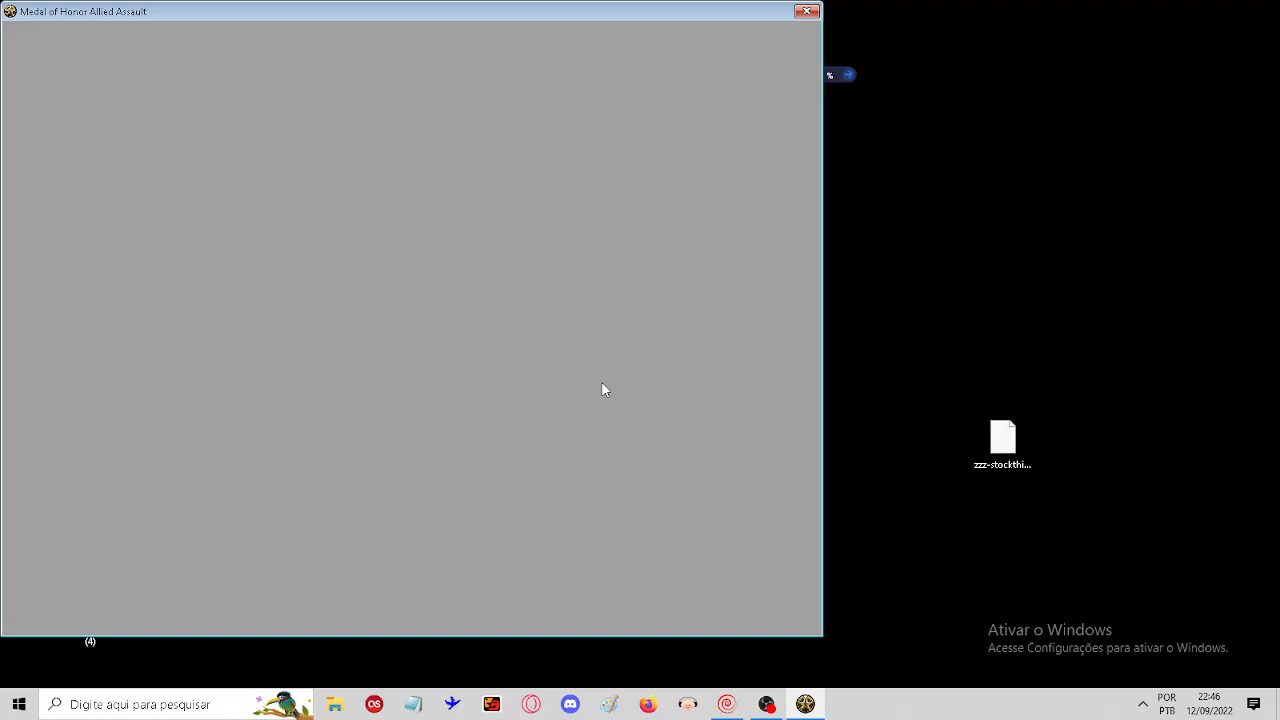 Medal of Honor Allied Assault
%
zzz-stockthi...
Ativar o Windows
Acesse Configurações para ativar o Windows.
(4)
Digite aqui para pesquisar
os
POR
PTB
22:46
12/09/2022